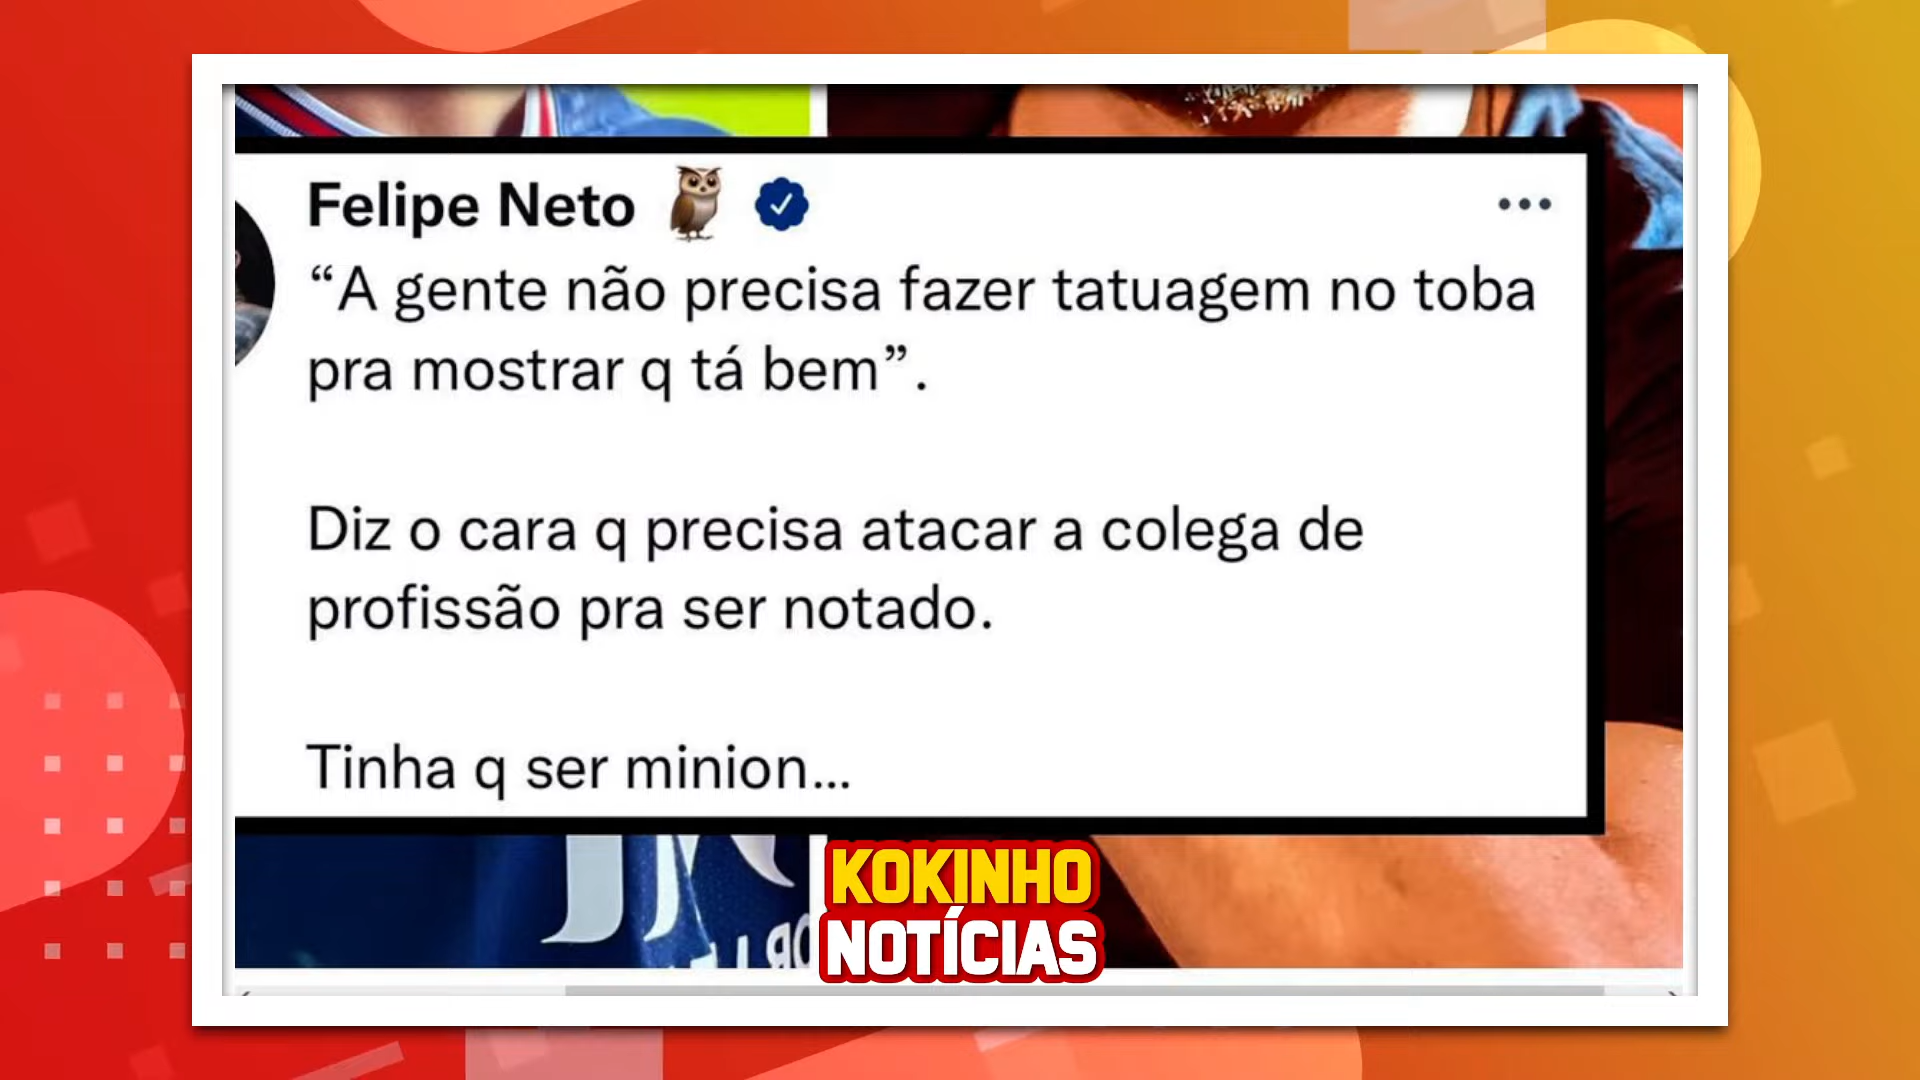 Felipe Neto
“A gente não precisa fazer tatuagem no toba
pra mostrar q tá bem”.
Diz o cara q precisa atacar a colega de
profissão pra ser notado.
Tinha q ser minion...
KOKINHO
NOTÍCIAS